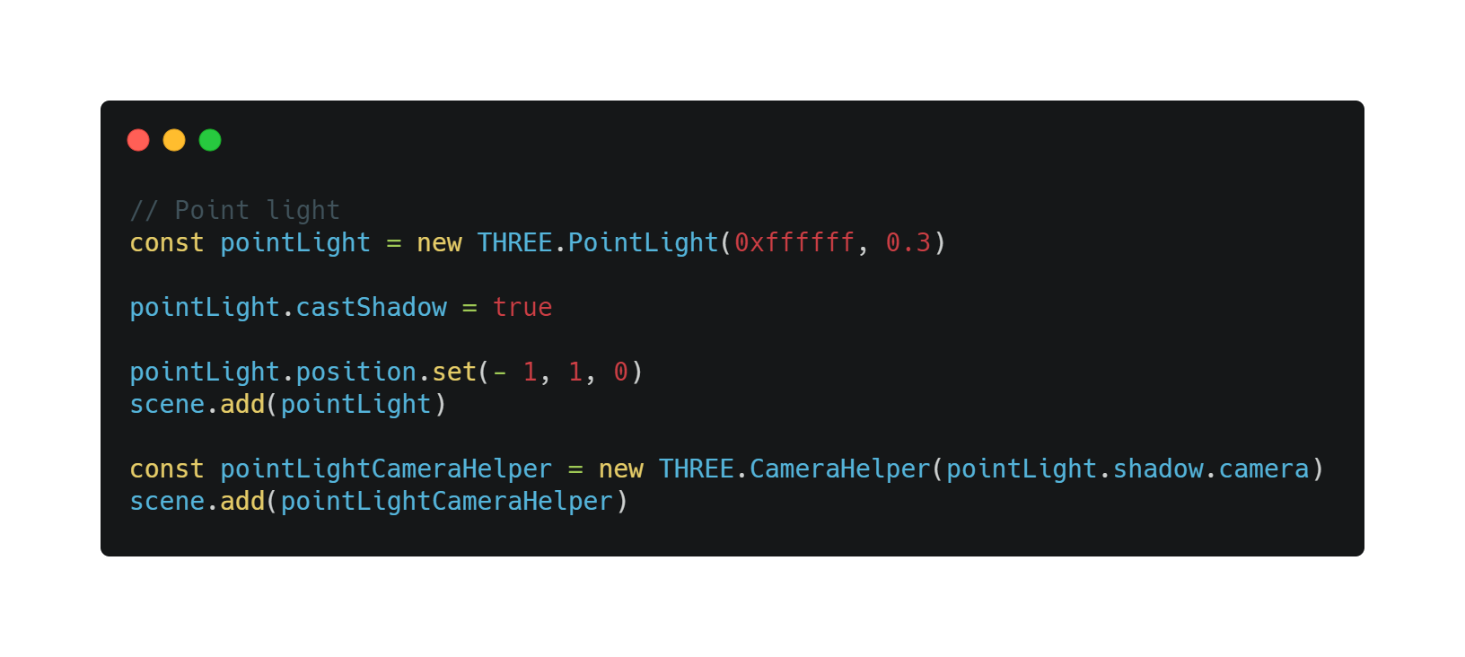 // Point light
const pointLight = new THREE.PointLight(0xffffff, 0.3)
pointLight.castShadow = true
pointLight.position.set(- 1, 1, 0)
scene.add(pointLight)
const pointLightCameraHelper = new THREE.CameraHelper(pointLight.shadow.camera)
scene.add(pointLightCameraHelper)